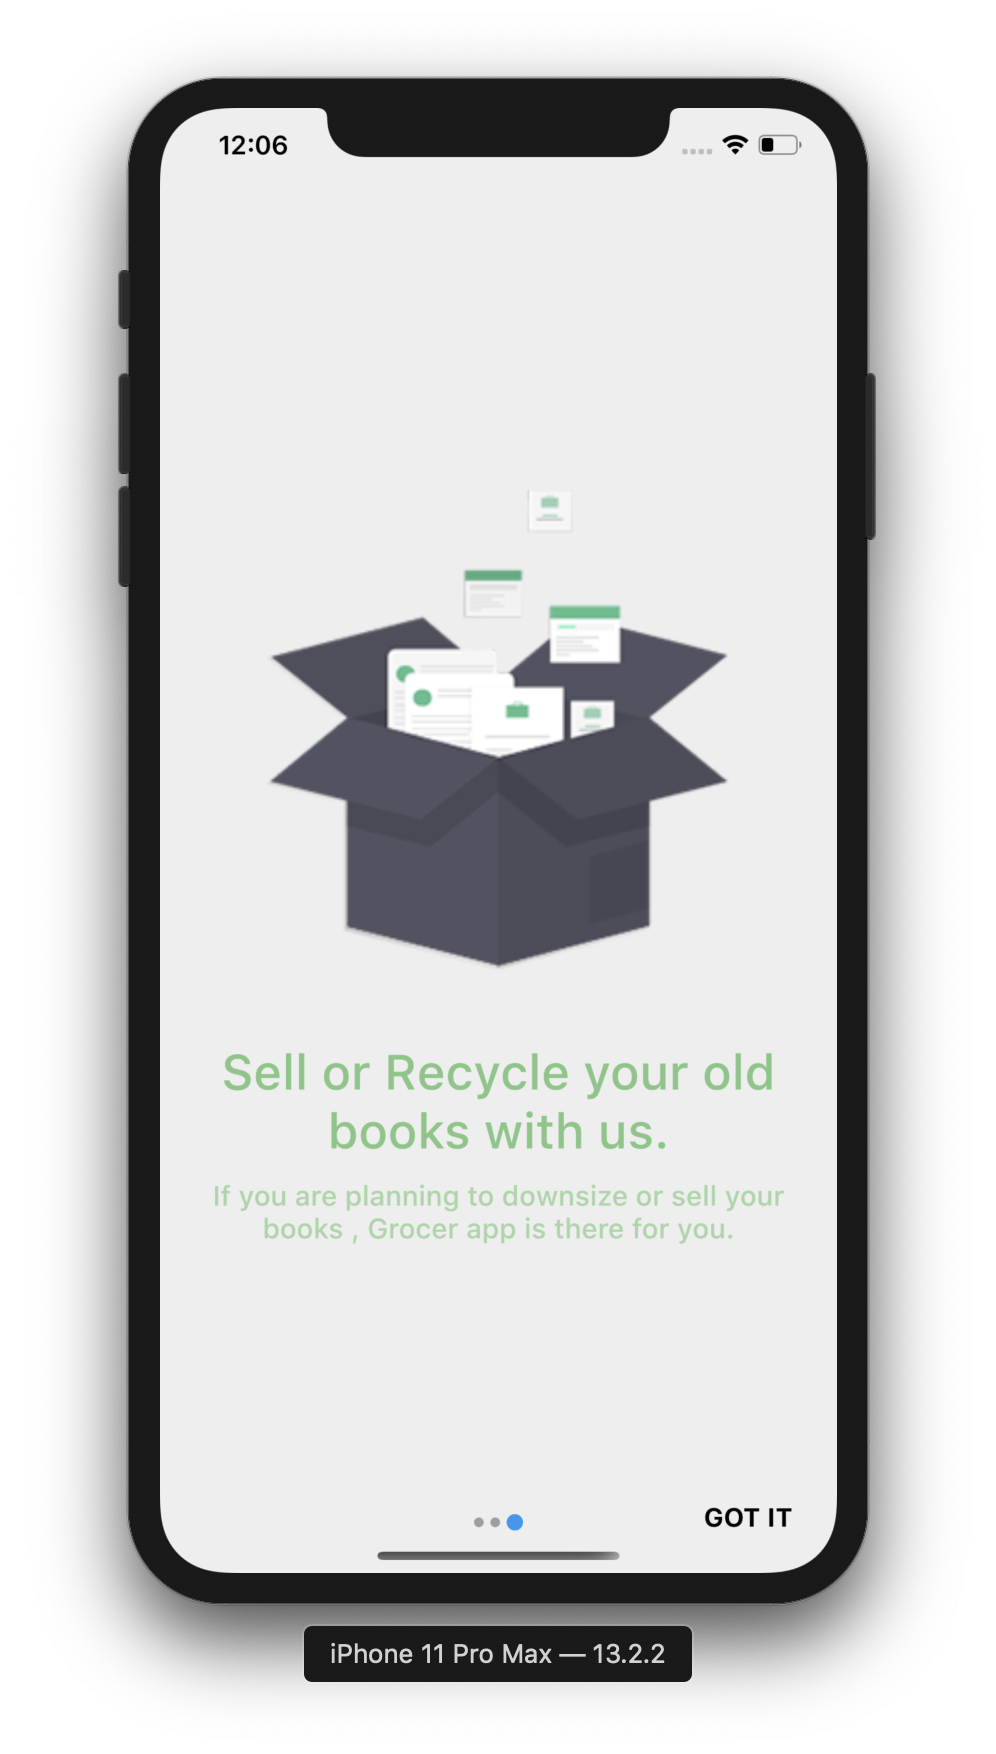 12:06
Sell or Recycle your old
books with us.
If you are planning to downsize or sell your
books , Grocer app is there for you.
GOT IT
iPhone 11 Pro Max — 13.2.2